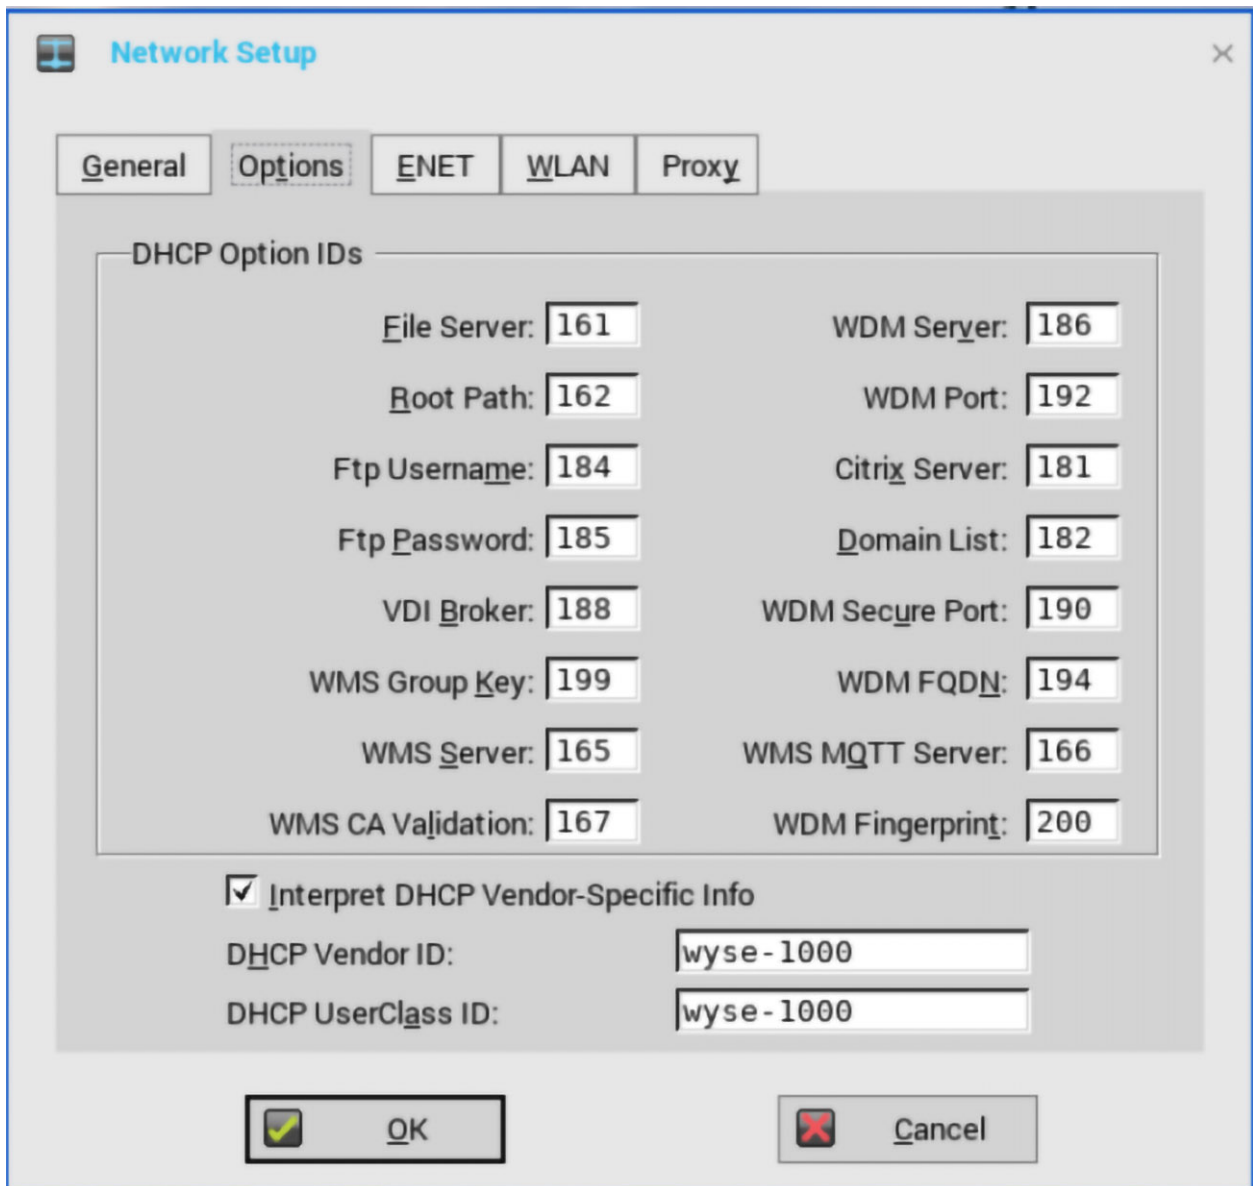 Network Setup
General Options ENET WLAN Proxy
DHCP Option IDs
File Server: 161 WDM Server: 186
Root Path: 162 WDM Port: 192
Ftp Username: 184 Citrix Server: 181
Ftp Password: 185 Domain List: 182
VDI Broker: 188 WDM Secure Port: 190
WMS Group Key: 199 WDM FQDN: 194
WMS Server: 165 WMS MQTT Server: 166
WMS CA Validation: 167 WDM Fingerprint: 200
Interpret DHCP Vendor-Specific Info
DHCP Vendor ID: wyse-1000
DHCP UserClass ID: wyse-1000
OK Cancel